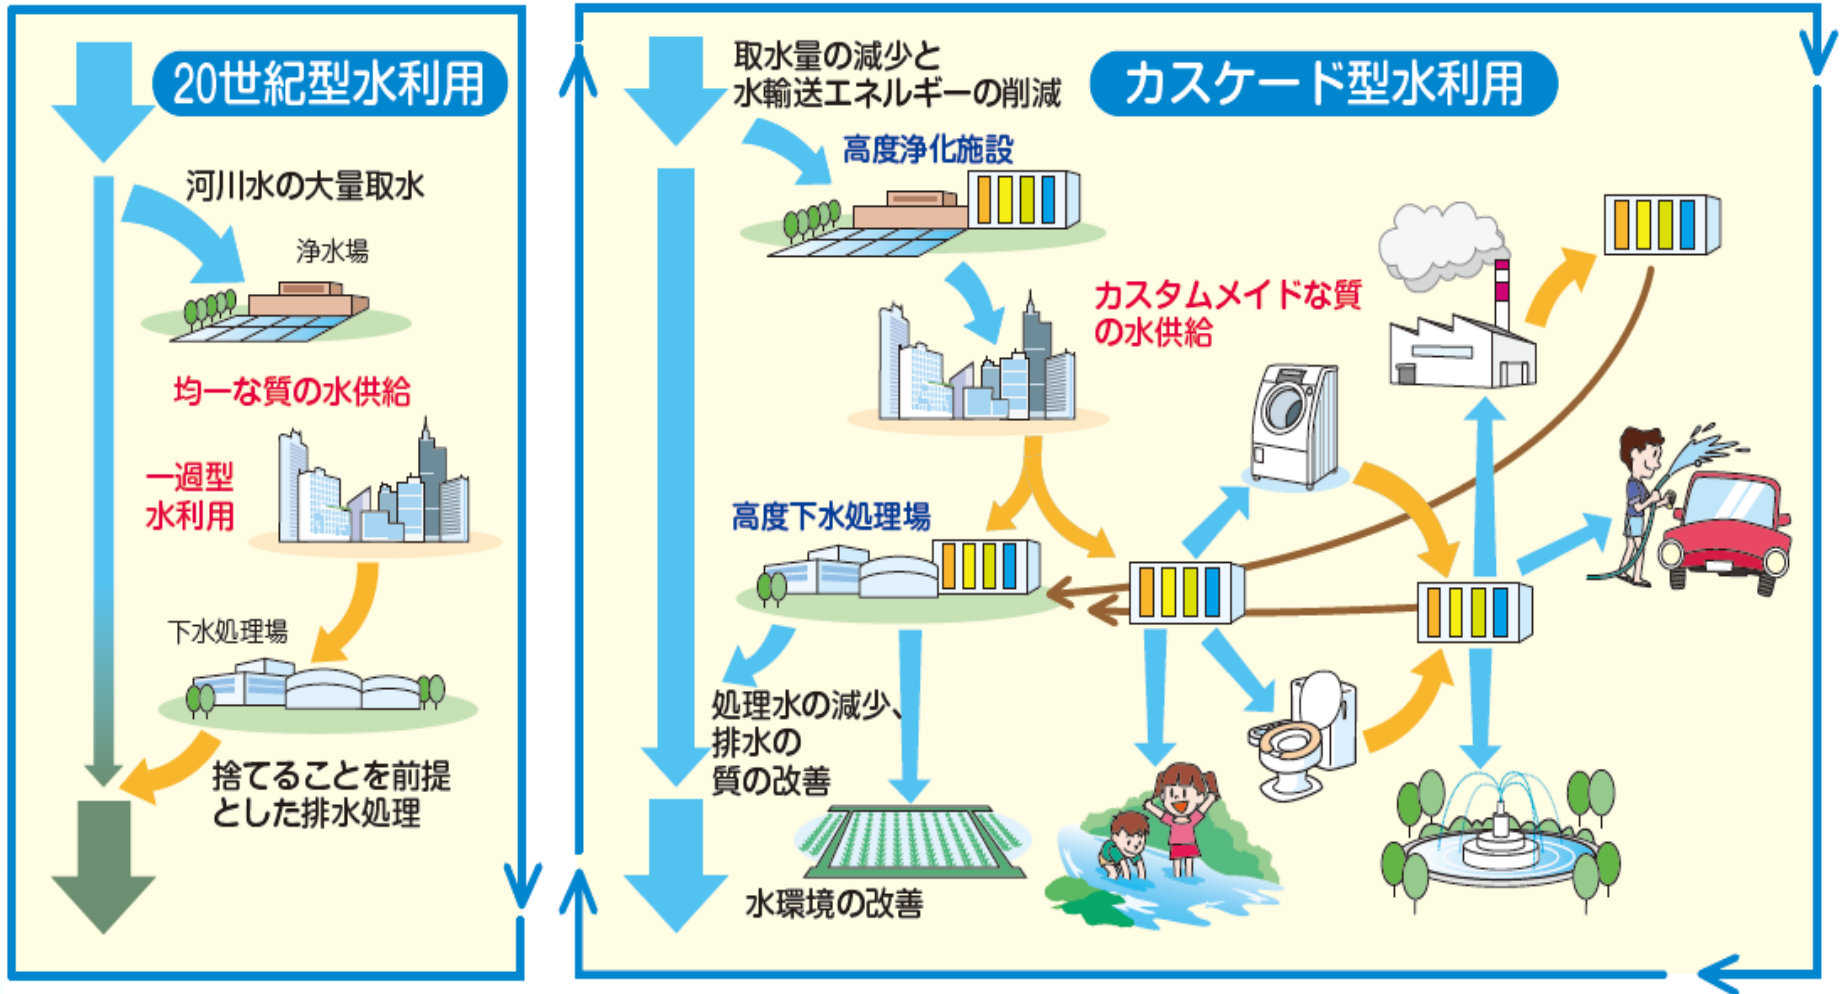 20世紀型水利用
河川水の大量取水
浄水場
均一な質の水供給
一過型
水利用
下水処理場
捨てることを前提
とした排水処理
カスケード型水利用
取水量の減少と
水輸送エネルギーの削減
高度浄化施設
カスタムメイドな質
の水供給
高度下水処理場
処理水の減少、
排水の
質の改善
水環境の改善